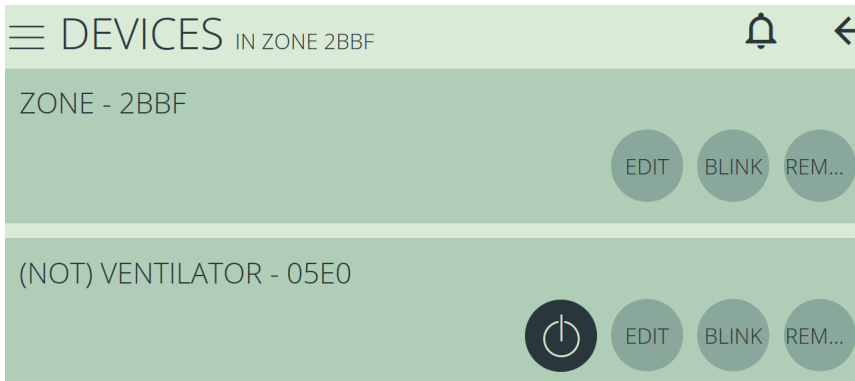 DEVICES IN ZONE 2BBF
ZONE - 2BBF
EDIT BLINK REM...
(NOT) VENTILATOR - 05E0
EDIT BLINK REM...